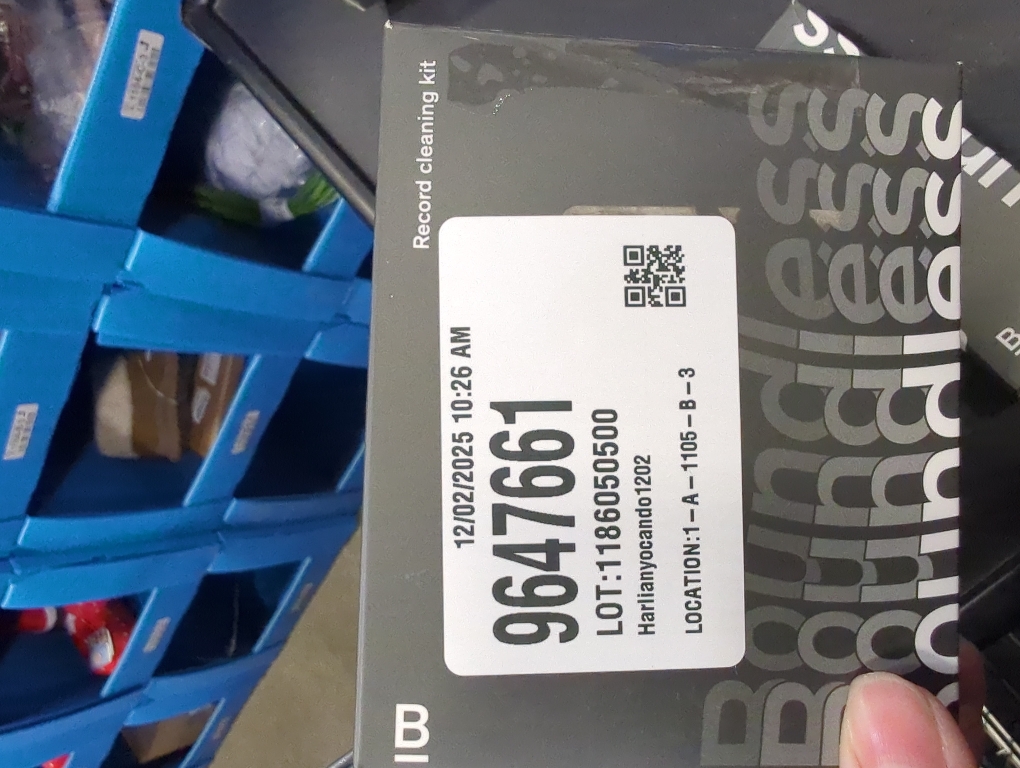 Record cleaning kit
12/02/2025 10:26 AM
9647661
LOT:1186050500
Harlianyocando1202
LOCATION:1-A-1105-B-3
Boundless
Boundless
Boundless
Boundless
B